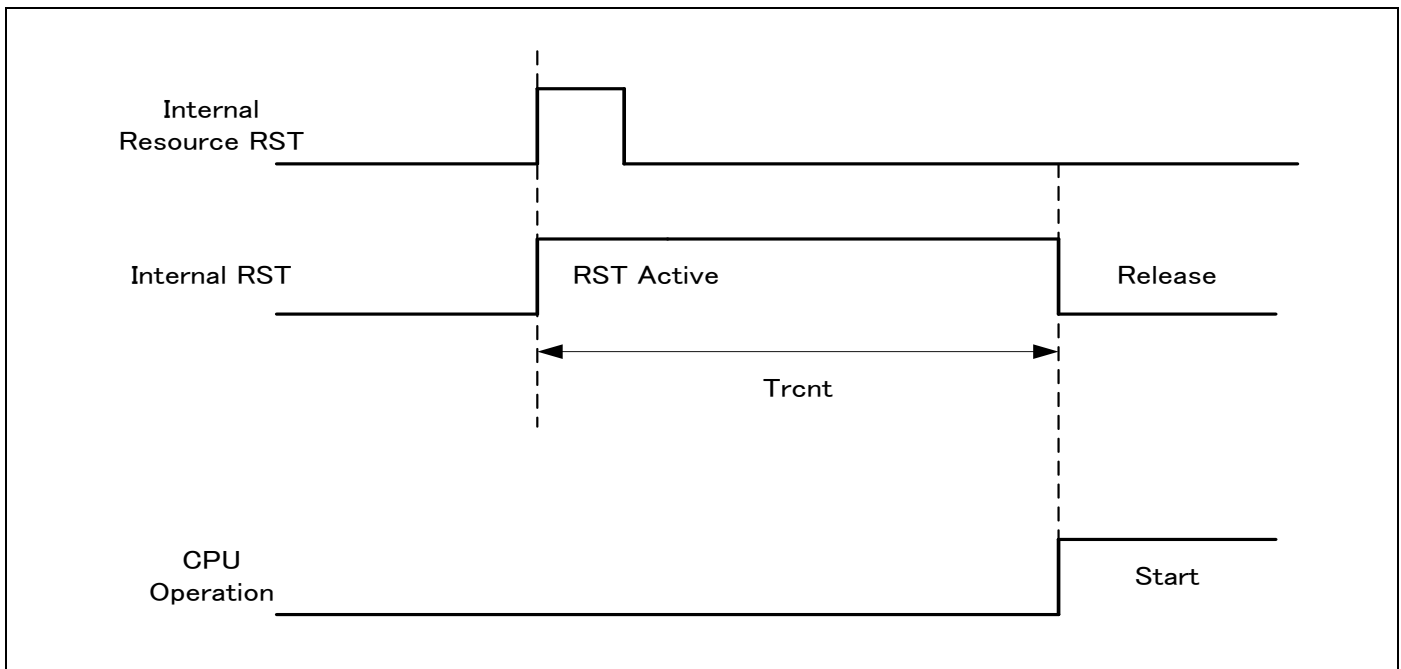 Internal
Resource RST
Internal RST
RST Active
Release
Trcnt
CPU
Operation
Start